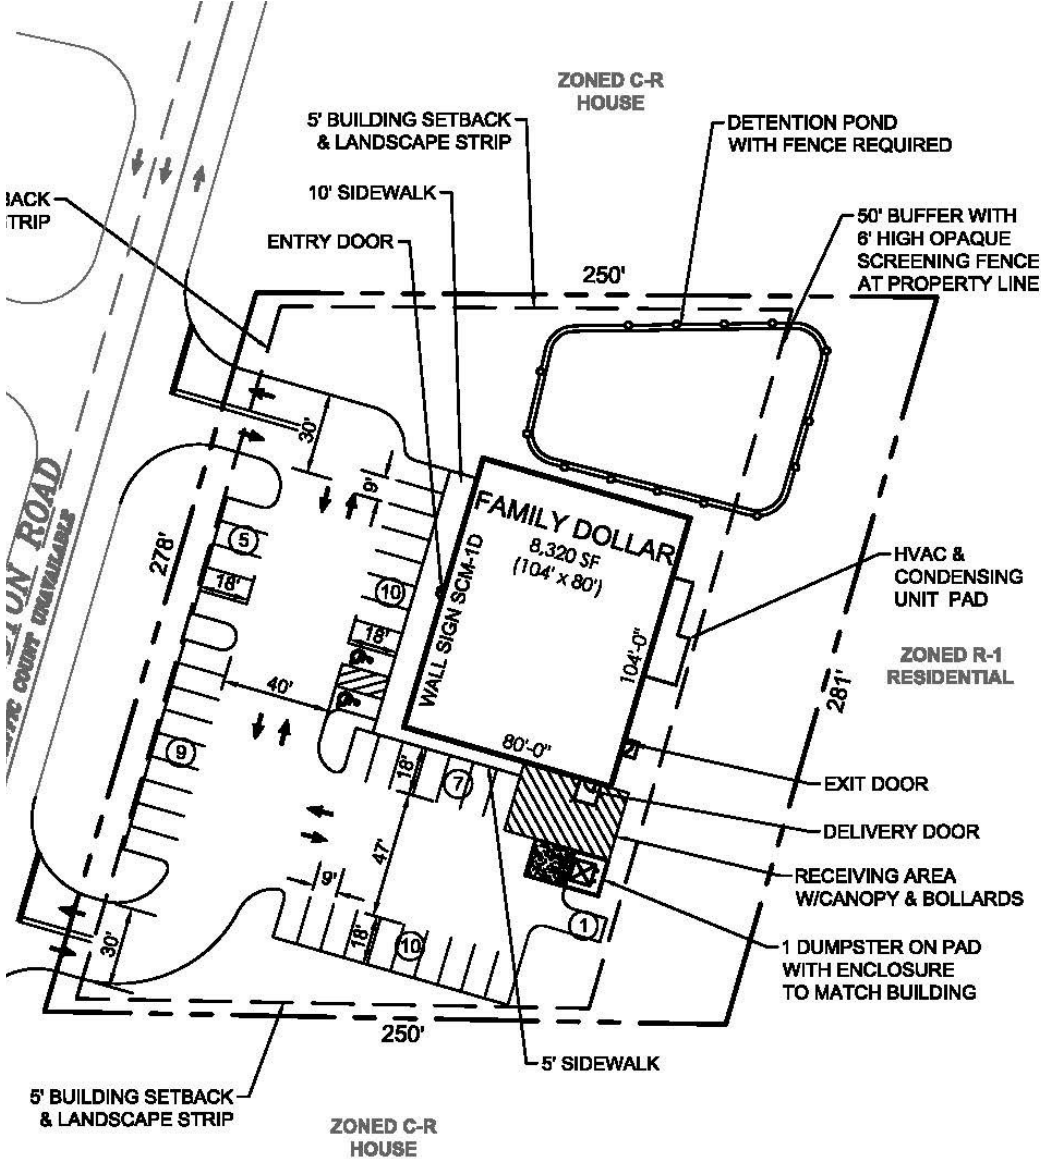 ZONED C-R
HOUSE
5' BUILDING SETBACK
& LANDSCAPE STRIP
DETENTION POND
WITH FENCE REQUIRED
10' SIDEWALK
ENTRY DOOR
50' BUFFER WITH
6' HIGH OPAQUE
SCREENING FENCE
AT PROPERTY LINE
250'
30'
9'
FAMILY DOLLAR
8,320 SF
(104' x 80')
WALL SIGN SCM-1D
ROAD
COUNT UNAVAILABLE
278'
5
18'
10
18'
HVAC &
CONDENSING
UNIT PAD
104'-0"
ZONED R-1
RESIDENTIAL
281'
40'
80'-0"
9
18'
7
EXIT DOOR
DELIVERY DOOR
47'
RECEIVING AREA
W/CANOPY & BOLLARDS
9'
18'
10
1
30'
1 DUMPSTER ON PAD
WITH ENCLOSURE
TO MATCH BUILDING
250'
5' SIDEWALK
5' BUILDING SETBACK
& LANDSCAPE STRIP
ZONED C-R
HOUSE